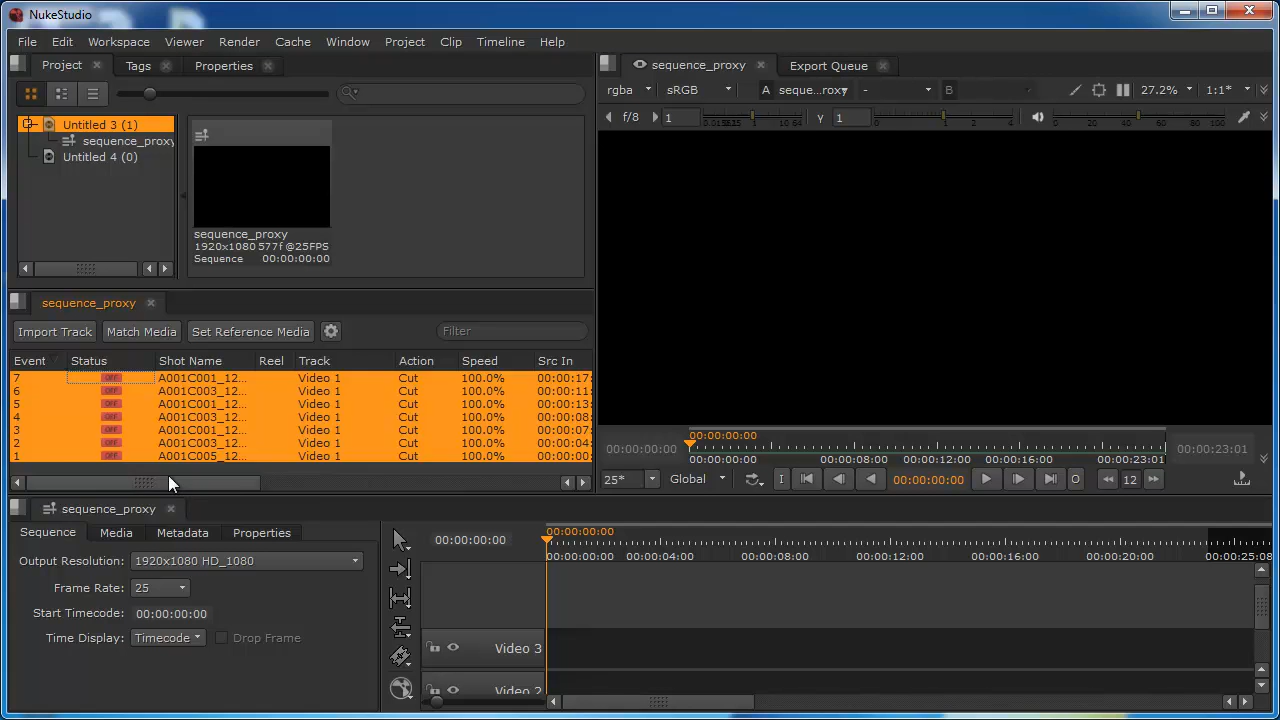 NukeStudio
File Edit Workspace Viewer Render Cache Window Project Clip Timeline Help
Project Tags Properties
sequence_proxy Export Queue
rgba sRGB A seque...roxy - B 27.2% 1:1*
f/8 1 γ 1
Untitled 3 (1)
sequence_proxy
Untitled 4 (0)
sequence_proxy
1920x1080 577f @25FPS
Sequence 00:00:00:00
sequence_proxy
Import Track Match Media Set Reference Media Filter
Event Status Shot Name Reel Track Action Speed Src In
7 OFF A001C001_12... Video 1 Cut 100.0% 00:00:17:
6 OFF A001C003_12... Video 1 Cut 100.0% 00:00:11:
5 OFF A001C001_12... Video 1 Cut 100.0% 00:00:13:
4 OFF A001C003_12... Video 1 Cut 100.0% 00:00:08:
3 OFF A001C001_12... Video 1 Cut 100.0% 00:00:07:
2 OFF A001C003_12... Video 1 Cut 100.0% 00:00:04:
1 OFF A001C005_12... Video 1 Cut 100.0% 00:00:00:
00:00:00:00
00:00:00:00 00:00:00:00 00:00:08:00 00:00:12:00 00:00:16:00 00:00:23:01
25* Global I 00:00:00:00 O 12
sequence_proxy
Sequence Media Metadata Properties
Output Resolution: 1920x1080 HD_1080
Frame Rate: 25
Start Timecode: 00:00:00:00
Time Display: Timecode Drop Frame
00:00:00:00
00:00:00:00
00:00:00:00 00:00:04:00 00:00:08:00 00:00:12:00 00:00:16:00 00:00:20:00 00:00:25:08
Video 3
Video 2